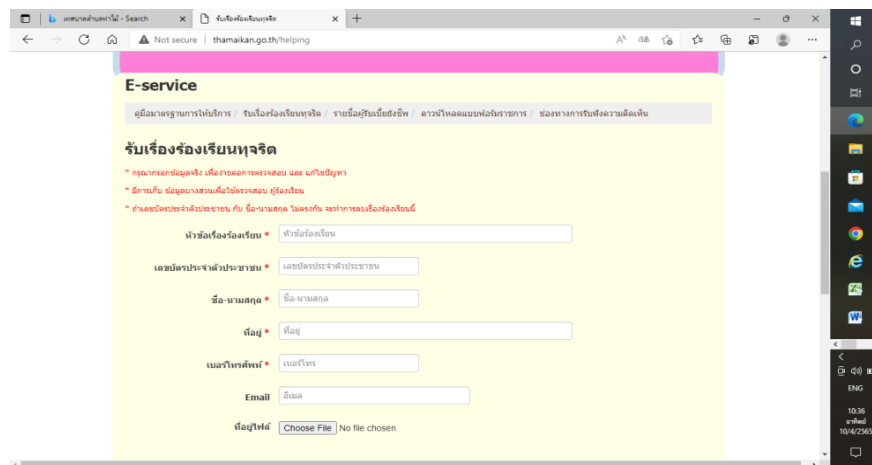 เทศบาลตำบลท่าไม้ - Search
รับเรื่องร้องเรียนทุจริต
Not secure | thamaikan.go.th/helping
E-service
คู่มือมาตรฐานการให้บริการ / รับเรื่องร้องเรียนทุจริต / รายชื่อผู้รับเบี้ยยังชีพ / ดาวน์โหลดแบบฟอร์มราชการ / ช่องทางการรับฟังความคิดเห็น
รับเรื่องร้องเรียนทุจริต
* กรุณากรอกข้อมูลจริง เพื่อง่ายต่อการตรวจสอบ และ แก้ไขปัญหา
* มีการเก็บ ข้อมูลบางส่วนเพื่อใช้ตรวจสอบ ผู้ร้องเรียน
* ถ้าเลขบัตรประจำตัวประชาชน กับ ชื่อ-นามสกุล ไม่ตรงกัน จะทำการลบเรื่องร้องเรียนนี้
หัวข้อเรื่องร้องเรียน * หัวข้อร้องเรียน
เลขบัตรประจำตัวประชาชน * เลขบัตรประจำตัวประชาชน
ชื่อ-นามสกุล * ชื่อ-นามสกุล
ที่อยู่ * ที่อยู่
เบอร์โทรศัพท์ * เบอร์โทร
Email อีเมล
ที่อยู่ไฟล์ Choose File No file chosen
ENG
10:36
อาทิตย์
10/4/2565